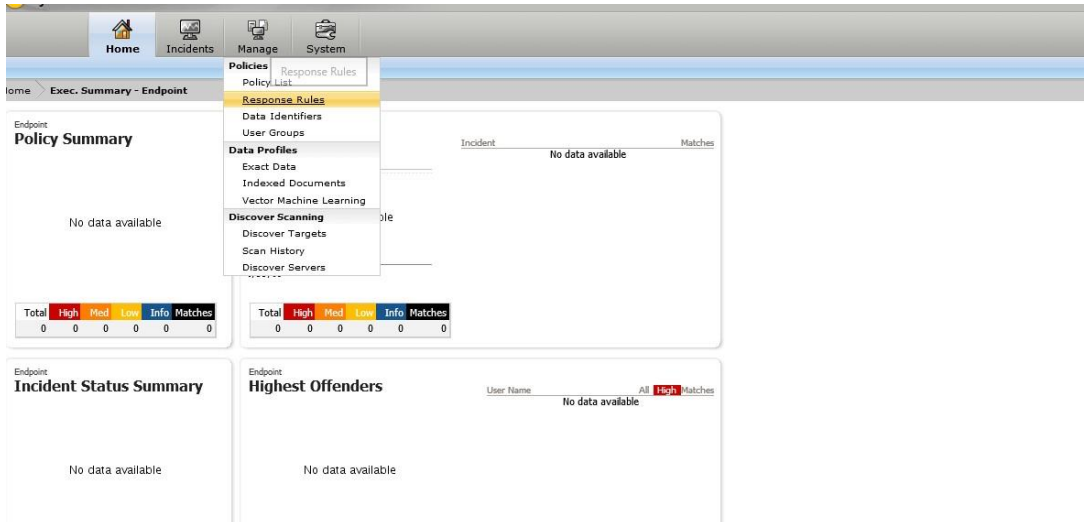 Home Incidents Manage System
Policies
Response Rules
Policy List
Response Rules
Data Identifiers
User Groups
Data Profiles
Exact Data
Indexed Documents
Vector Machine Learning
Discover Scanning
Discover Targets
Scan History
Discover Servers
ome Exec. Summary - Endpoint
Endpoint
Policy Summary
No data available
Total High Med Low Info Matches
0 0 0 0 0 0
Incident Matches
No data available
ble
Total High Med Low Info Matches
0 0 0 0 0 0
Endpoint
Incident Status Summary
No data available
Endpoint
Highest Offenders
User Name All High Matches
No data available
No data available